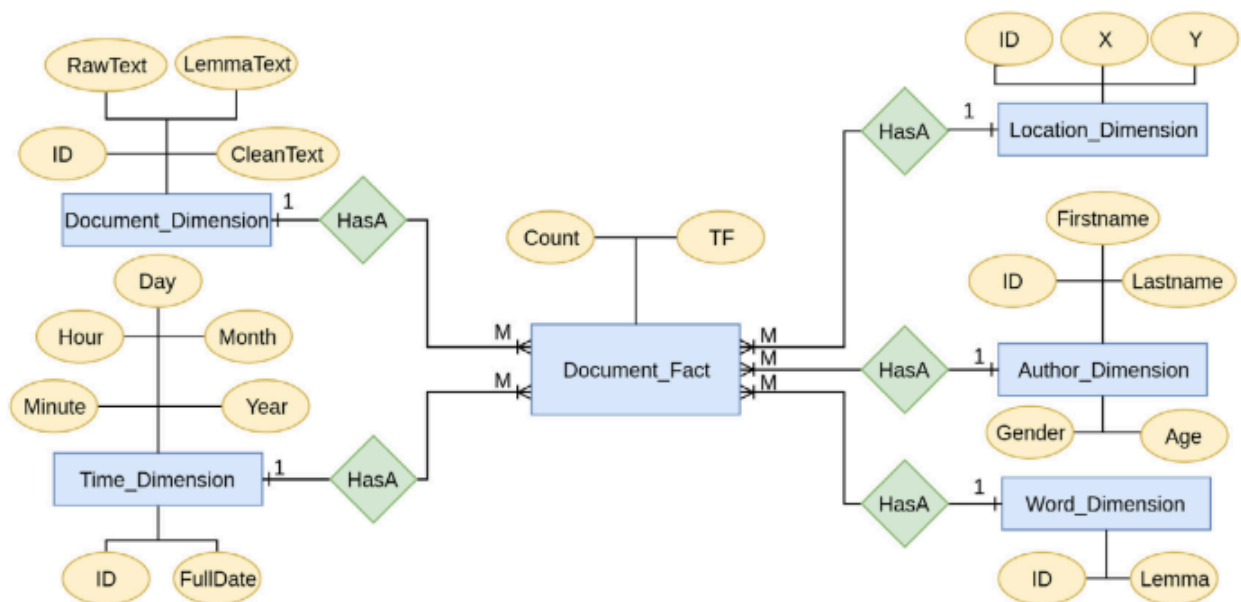 RawText
LemmaText
ID
CleanText
Document_Dimension
1
HasA
Day
Hour
Month
Minute
Year
Time_Dimension
1
HasA
ID
FullDate
Count
TF
M
M
Document_Fact
M
M
M
ID
X
Y
HasA
1
Location_Dimension
Firstname
ID
Lastname
HasA
1
Author_Dimension
Gender
Age
HasA
1
Word_Dimension
ID
Lemma